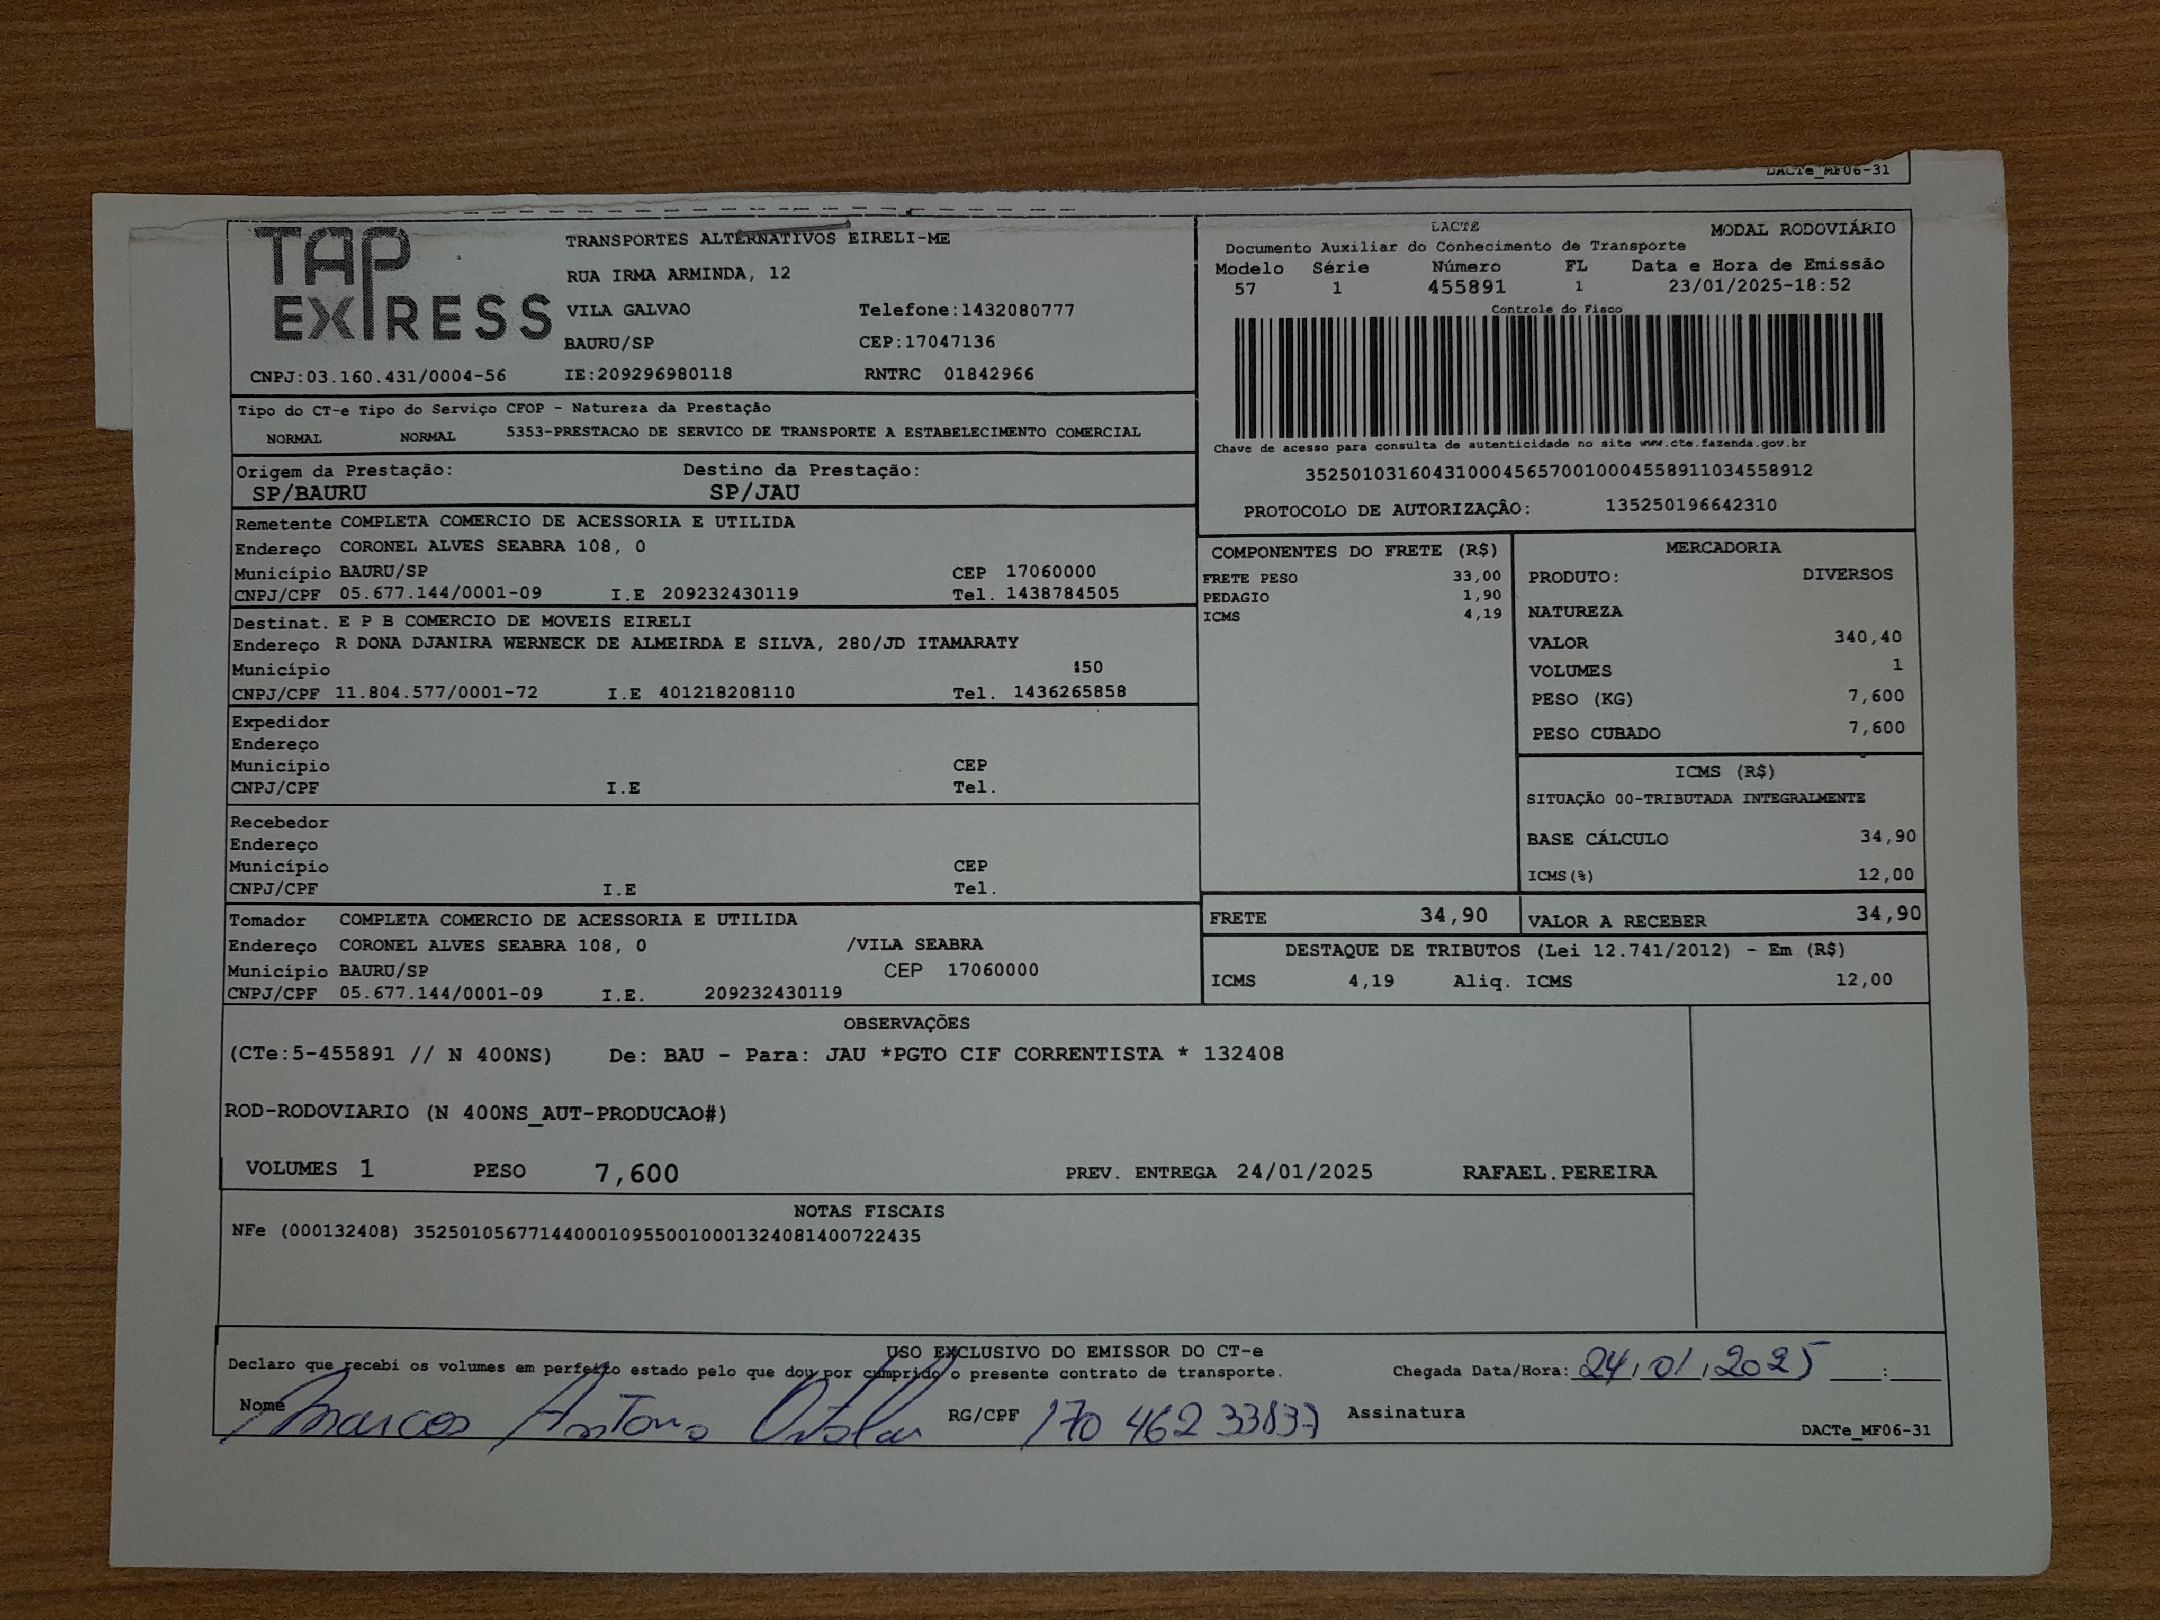 DACTe_MF06-31
TAP EXPRESS
TRANSPORTES ALTERNATIVOS EIRELI-ME
RUA IRMA ARMINDA, 12
VILA GALVAO Telefone:1432080777
BAURU/SP CEP:17047136
CNPJ:03.160.431/0004-56 IE:209296980118 RNTRC 01842966
DACTE MODAL RODOVIÁRIO
Documento Auxiliar do Conhecimento de Transporte
Modelo Série Número FL Data e Hora de Emissão
57 1 455891 1 23/01/2025-18:52
Controle do Fisco
Chave de acesso para consulta de autenticidade no site www.cte.fazenda.gov.br
35250103160431000456570010004558911034558912
PROTOCOLO DE AUTORIZAÇÂO: 135250196642310
Tipo do CT-e Tipo do Serviço CFOP - Natureza da Prestação
NORMAL NORMAL 5353-PRESTACAO DE SERVICO DE TRANSPORTE A ESTABELECIMENTO COMERCIAL
Origem da Prestação: Destino da Prestação:
SP/BAURU SP/JAU
Remetente COMPLETA COMERCIO DE ACESSORIA E UTILIDA
Endereço CORONEL ALVES SEABRA 108, 0
Município BAURU/SP CEP 17060000
CNPJ/CPF 05.677.144/0001-09 I.E 209232430119 Tel. 1438784505
Destinat. E P B COMERCIO DE MOVEIS EIRELI
Endereço R DONA DJANIRA WERNECK DE ALMEIRDA E SILVA, 280/JD ITAMARATY
Município 150
CNPJ/CPF 11.804.577/0001-72 I.E 401218208110 Tel. 1436265858
Expedidor
Endereço
Município CEP
CNPJ/CPF I.E Tel.
Recebedor
Endereço
Município CEP
CNPJ/CPF I.E Tel.
Tomador COMPLETA COMERCIO DE ACESSORIA E UTILIDA
Endereço CORONEL ALVES SEABRA 108, 0 /VILA SEABRA
Município BAURU/SP CEP 17060000
CNPJ/CPF 05.677.144/0001-09 I.E. 209232430119
COMPONENTES DO FRETE (R$)
FRETE PESO 33,00
PEDAGIO 1,90
ICMS 4,19
MERCADORIA
PRODUTO: DIVERSOS
NATUREZA
VALOR 340,40
VOLUMES 1
PESO (KG) 7,600
PESO CUBADO 7,600
ICMS (R$)
SITUAÇÃO 00-TRIBUTADA INTEGRALMENTE
BASE CÁLCULO 34,90
ICMS(%) 12,00
FRETE 34,90 VALOR A RECEBER 34,90
DESTAQUE DE TRIBUTOS (Lei 12.741/2012) - Em (R$)
ICMS 4,19 Aliq. ICMS 12,00
OBSERVAÇÕES
(CTe:5-455891 // N 400NS) De: BAU - Para: JAU *PGTO CIF CORRENTISTA * 132408
ROD-RODOVIARIO (N 400NS_AUT-PRODUCAO#)
VOLUMES 1 PESO 7,600 PREV. ENTREGA 24/01/2025 RAFAEL.PEREIRA
NOTAS FISCAIS
NFe (000132408) 35250105677144000109550010001324081400722435
USO EXCLUSIVO DO EMISSOR DO CT-e
Declaro que recebi os volumes em perfeito estado pelo que dou por cumprido o presente contrato de transporte. Chegada Data/Hora: 24/01/2025 :
Nome Marcos Antonio RG/CPF 170 462 33837 Assinatura
DACTe_MF06-31